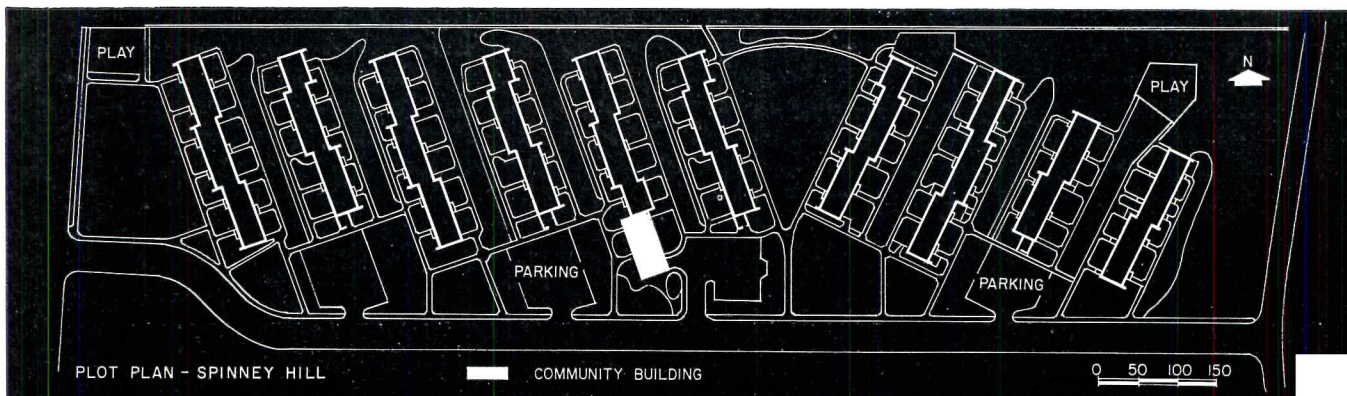 PLAY
N
PLAY
PARKING
PARKING
PLOT PLAN - SPINNEY HILL
COMMUNITY BUILDING
0 50 100 150